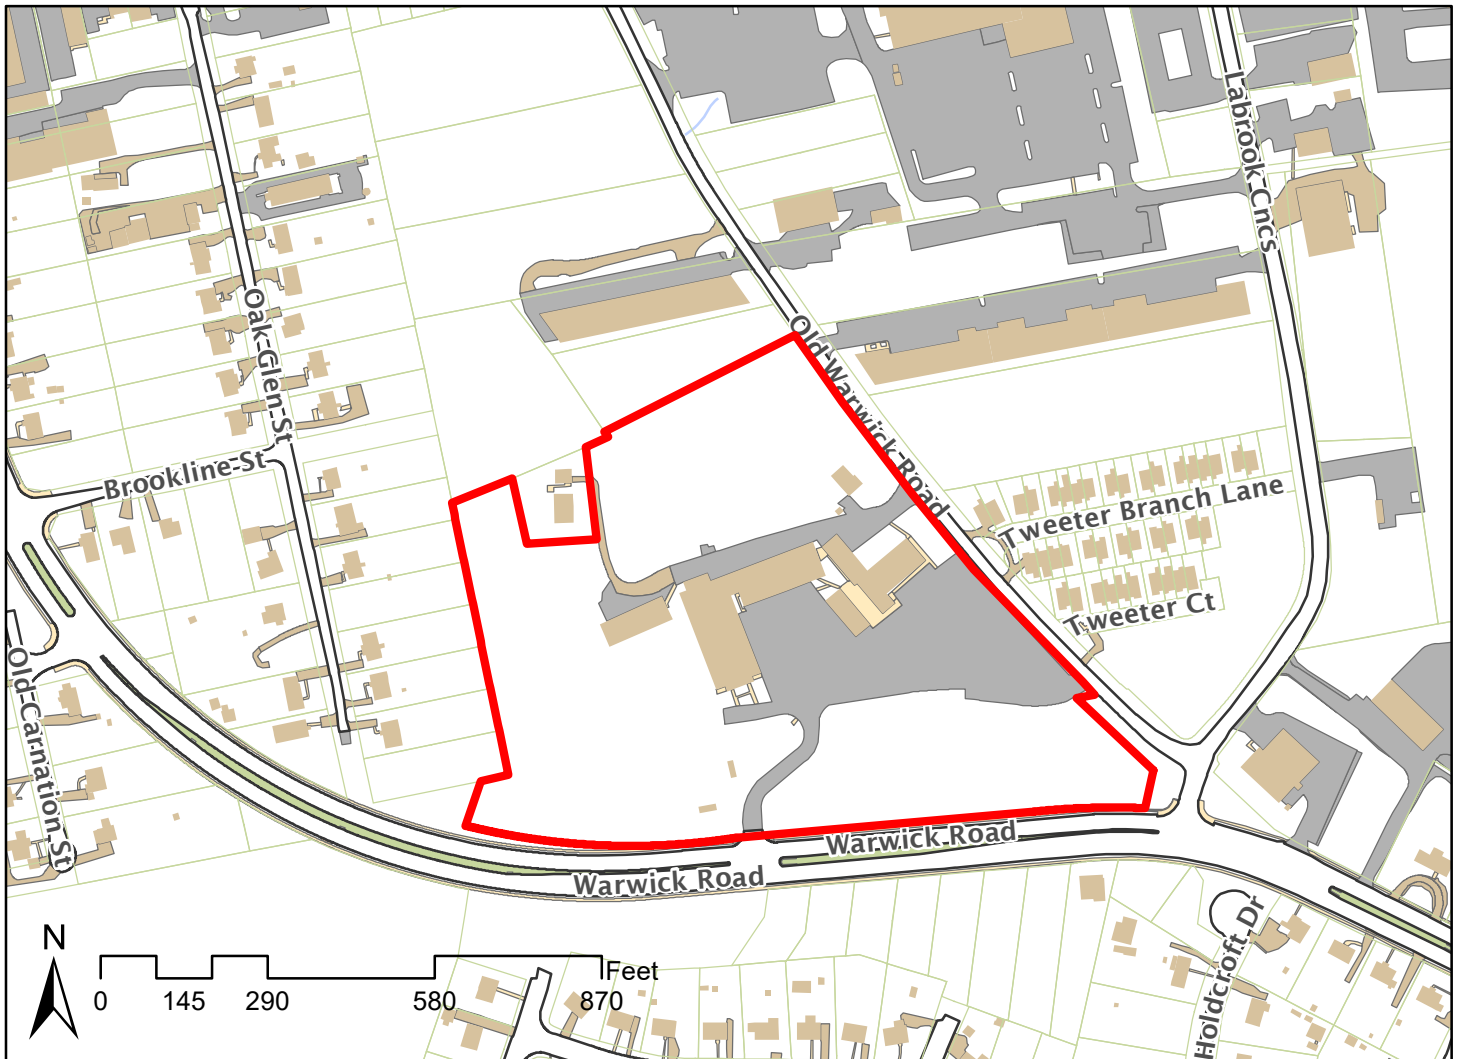 Labrook Cncs
Oak Glen St
Old Warwick Road
Brookline St
Tweeter Branch Lane
Tweeter Ct
Old Carnation St
Warwick Road
Warwick Road
Holdcroft Dr
N
Feet
0 145 290 580 870